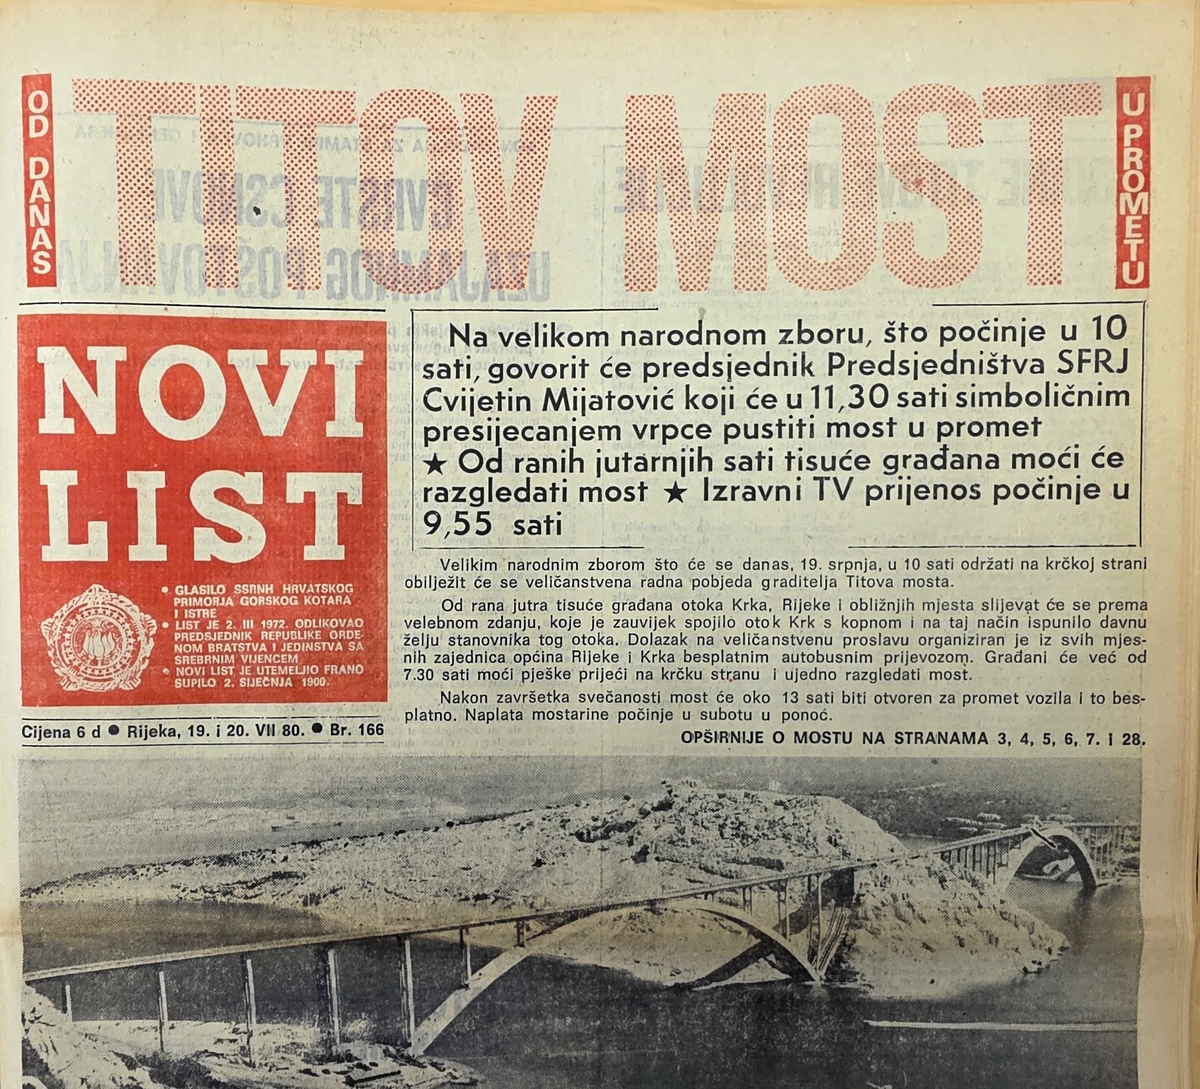 OD DANAS
TITOV MOST
U PROMETU
NOVI
LIST
• GLASILO SSRNH HRVATSKOG
PRIMORJA GORSKOG KOTARA
I ISTRE
• LIST JE 2. III 1972. ODLIKOVAO
PREDSJEDNIK REPUBLIKE ORDE-
NOM BRATSTVA I JEDINSTVA SA
SREBRNIM VIJENCEM
• NOVI LIST JE UTEMELJIO FRANO
SUPILO 2. SIJEČNJA 1900.
Cijena 6 d ● Rijeka, 19. i 20. VII 80. ● Br. 166
Na velikom narodnom zboru, što počinje u 10
sati, govorit će predsjednik Predsjedništva SFRJ
Cvijetin Mijatović koji će u 11,30 sati simboličnim
presijecanjem vrpce pustiti most u promet
★ Od ranih jutarnjih sati tisuće građana moći će
razgledati most ★ Izravni TV prijenos počinje u
9,55 sati
Velikim narodnim zborom što će se danas, 19. srpnja, u 10 sati održati na krčkoj strani
obilježit će se veličanstvena radna pobjeda graditelja Titova mosta.
Od rana jutra tisuće građana otoka Krka, Rijeke i obližnjih mjesta slijevat će se prema
velebnom zdanju, koje je zauvijek spojilo otok Krk s kopnom i na taj način ispunilo davnu
želju stanovnika tog otoka. Dolazak na veličanstvenu proslavu organiziran je iz svih mjes-
nih zajednica općina Rijeke i Krka besplatnim autobusnim prijevozom. Građani će već od
7.30 sati moći pješke prijeći na krčku stranu i ujedno razgledati most.
Nakon završetka svečanosti most će oko 13 sati biti otvoren za promet vozila i to bes-
platno. Naplata mostarine počinje u subotu u ponoć.
OPŠIRNIJE O MOSTU NA STRANAMA 3, 4, 5, 6, 7. I 28.